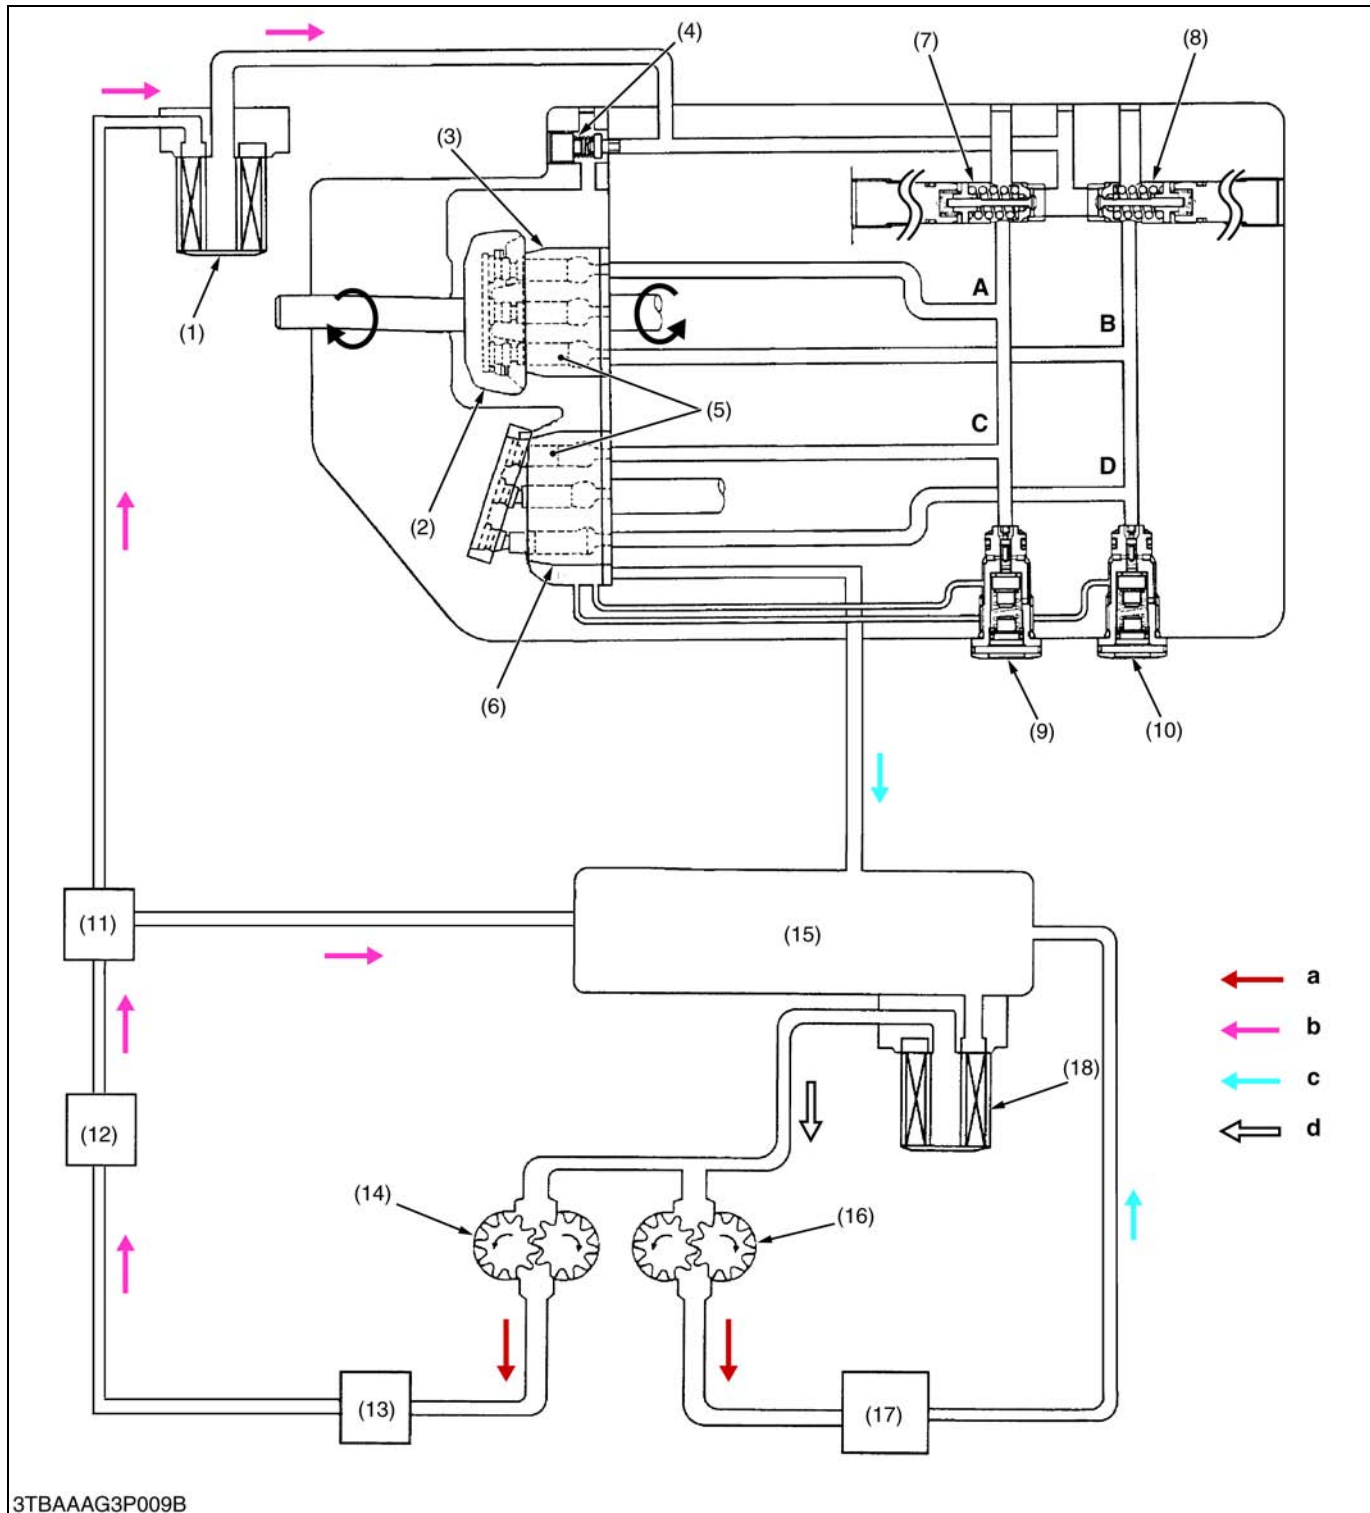 (4)
(7)
(8)
(3)
(1)
A
B
(5)
C
D
(2)
(6)
(9)
(10)
(11)
(15)
a
b
(18)
c
(12)
d
(14)
(16)
(13)
(17)
3TBAAAG3P009B